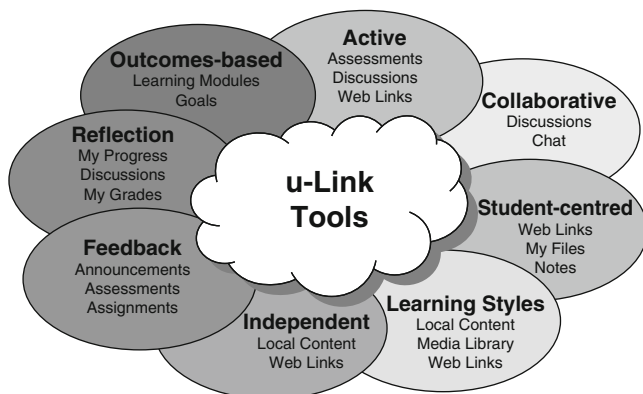 Outcomes-based
Learning Modules
Goals
Active
Assessments
Discussions
Web Links
Collaborative
Discussions
Chat
Reflection
My Progress
Discussions
My Grades
u-Link
Tools
Student-centred
Web Links
My Files
Notes
Feedback
Announcements
Assessments
Assignments
Independent
Local Content
Web Links
Learning Styles
Local Content
Media Library
Web Links